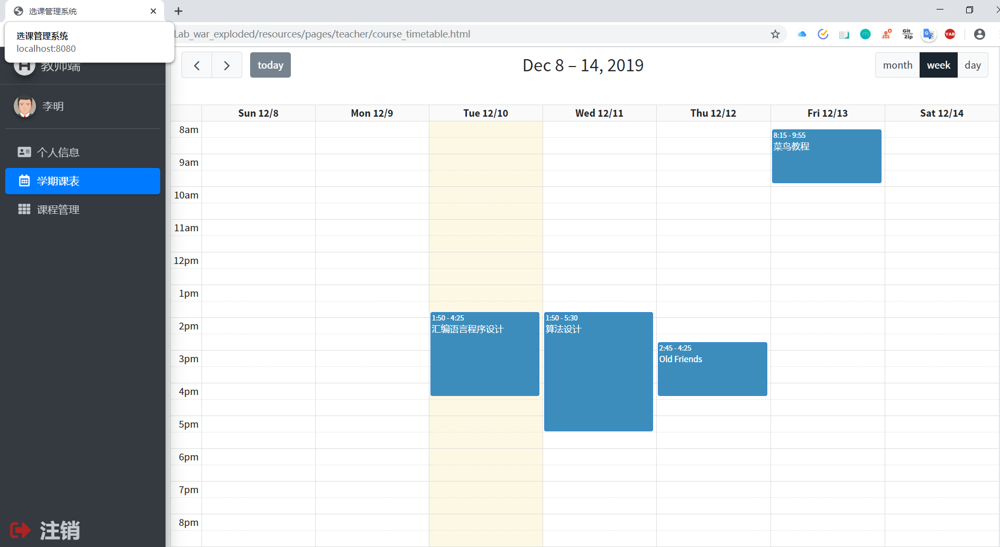 选课管理系统
选课管理系统
localhost:8080
Lab_war_exploded/resources/pages/teacher/course_timetable.html
Git
Zip
YAB
教师端
李明
个人信息
学期课表
课程管理
注销
today
Dec 8 – 14, 2019
month
week
day
Sun 12/8
Mon 12/9
Tue 12/10
Wed 12/11
Thu 12/12
Fri 12/13
Sat 12/14
8am
9am
10am
11am
12pm
1pm
2pm
3pm
4pm
5pm
6pm
7pm
8pm
1:50 - 4:25
汇编语言程序设计
1:50 - 5:30
算法设计
2:45 - 4:25
Old Friends
8:15 - 9:55
菜鸟教程